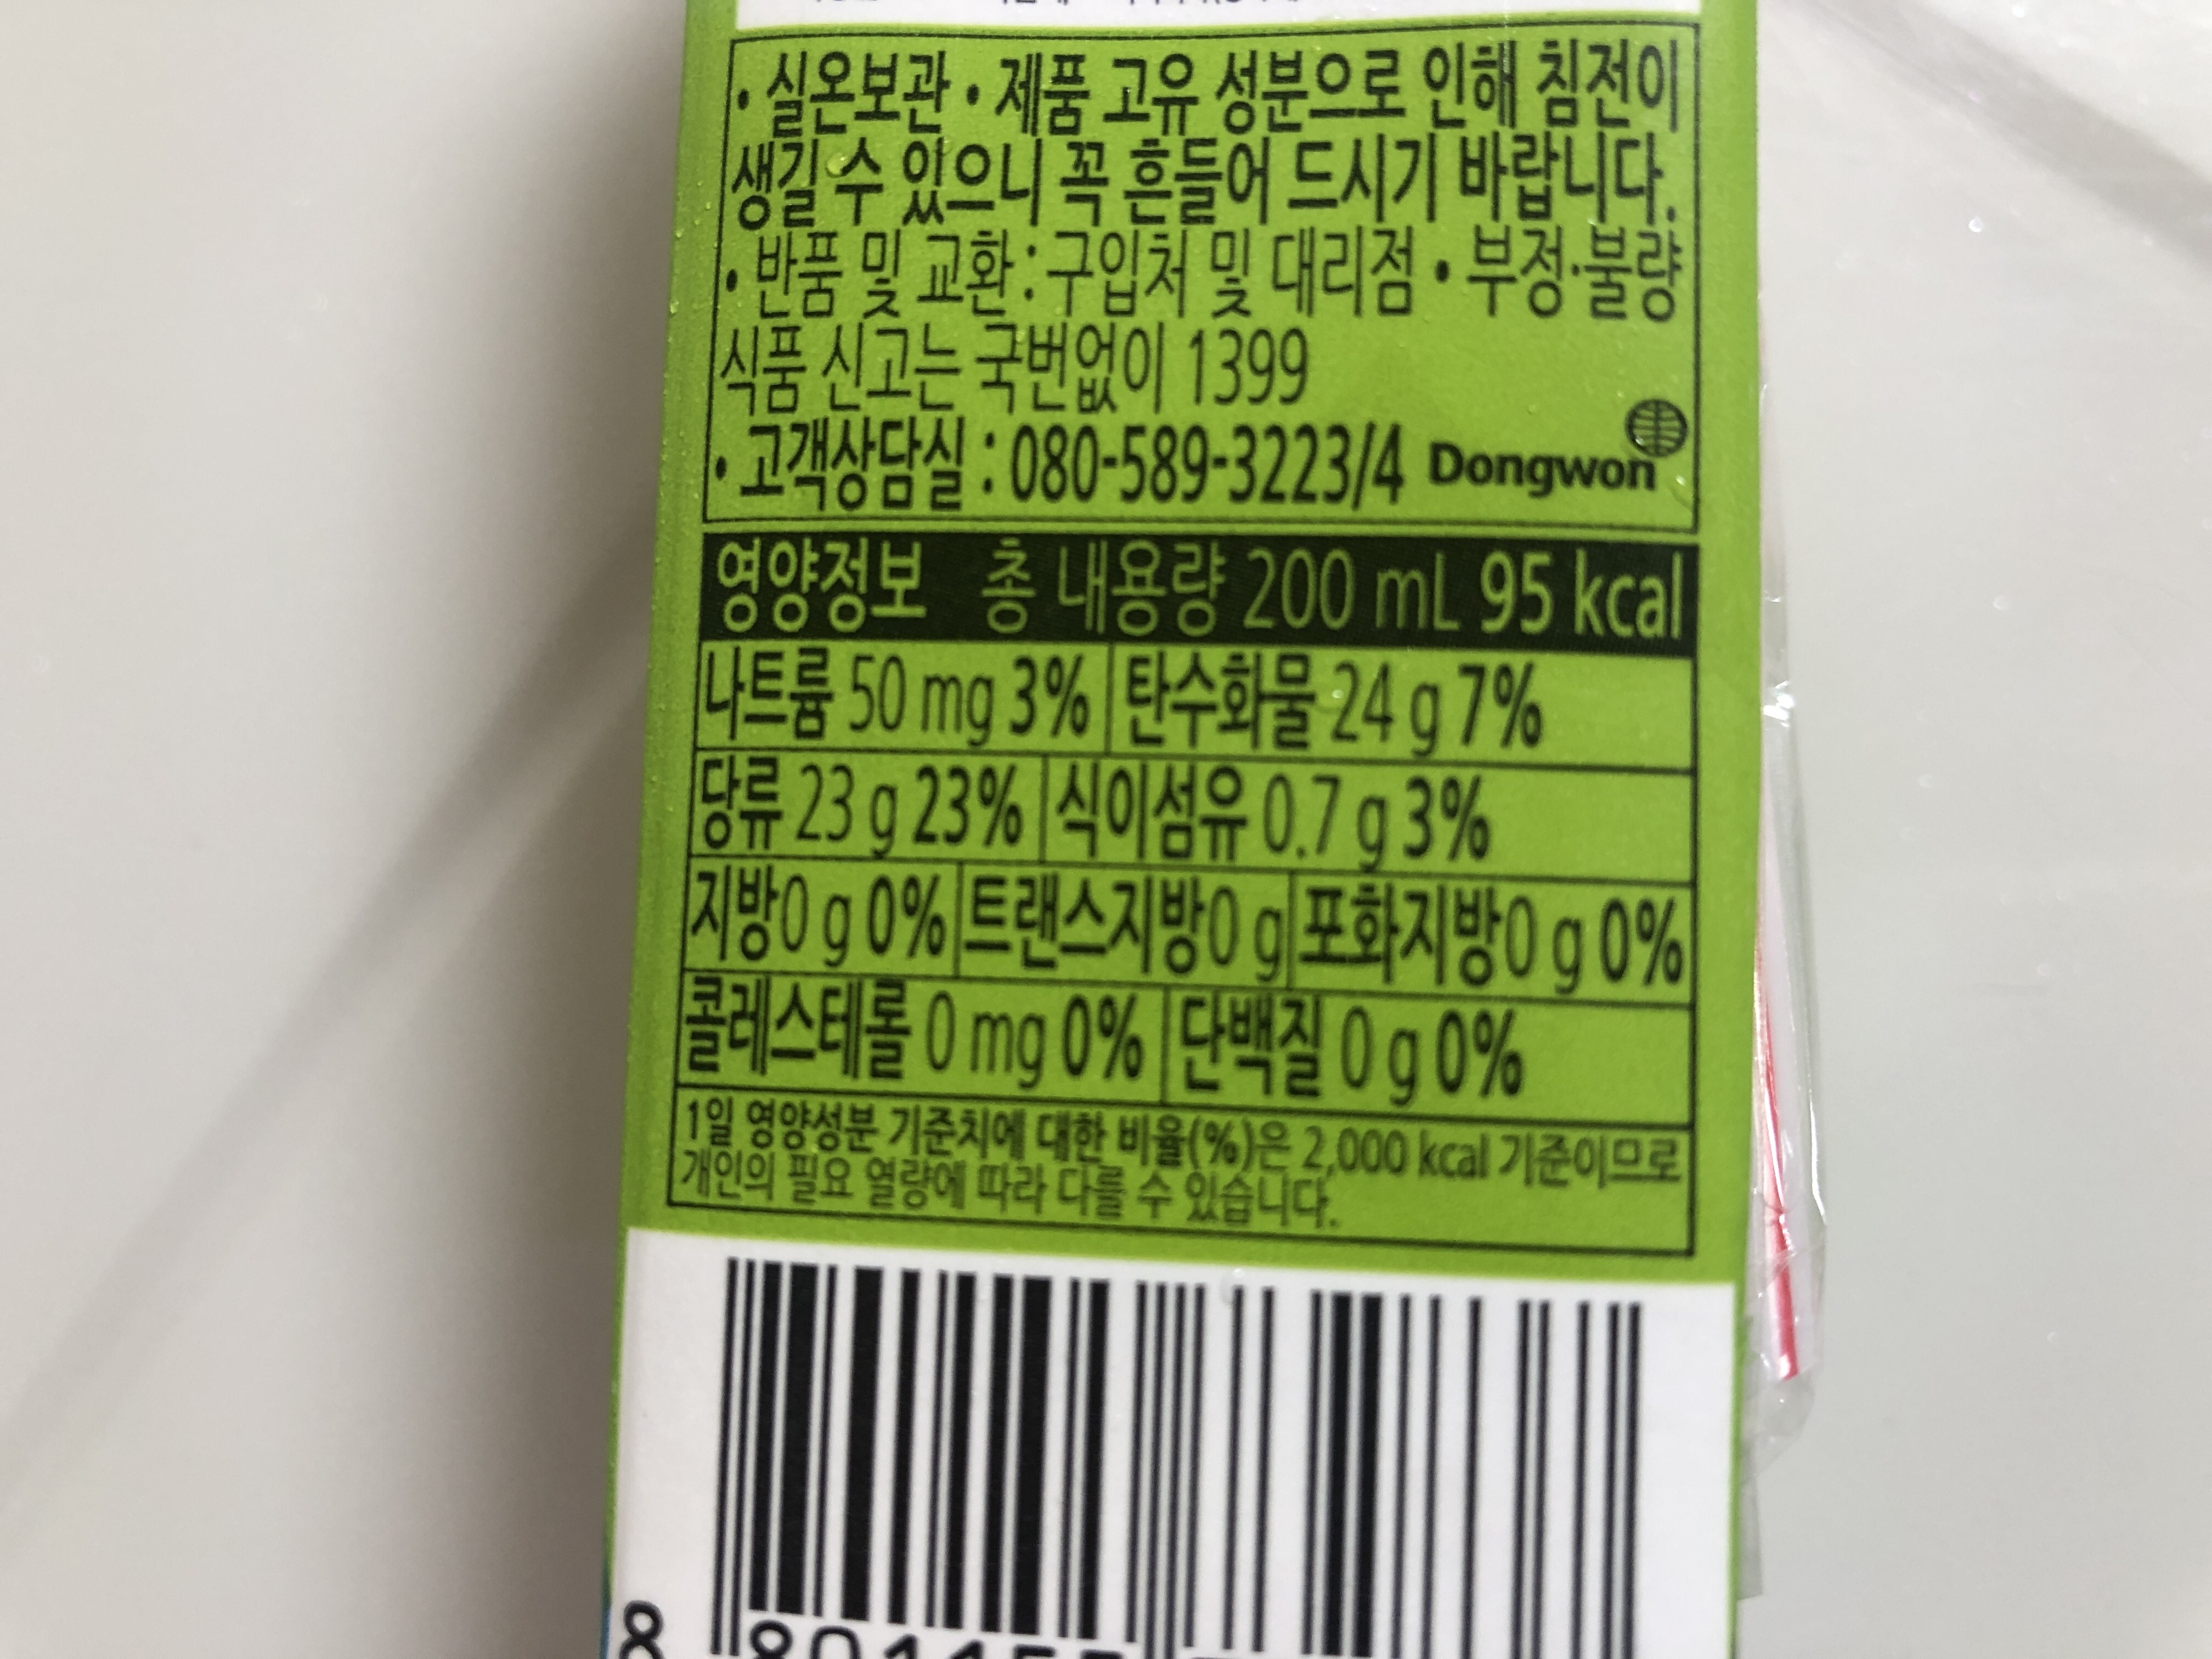 • 실온보관 • 제품 고유 성분으로 인해 침전이
생길 수 있으니 꼭 흔들어 드시기 바랍니다.
• 반품 및 교환 : 구입처 및 대리점 • 부정·불량
식품 신고는 국번없이 1399
• 고객상담실 : 080-589-3223/4 Dongwon
영양정보 총 내용량 200 mL 95 kcal
나트륨 50 mg 3% 탄수화물 24 g 7%
당류 23 g 23% 식이섬유 0.7 g 3%
지방0 g 0% 트랜스지방0 g 포화지방0 g 0%
콜레스테롤 0 mg 0% 단백질 0 g 0%
1일 영양성분 기준치에 대한 비율(%)은 2,000 kcal 기준이므로
개인의 필요 열량에 따라 다를 수 있습니다.
8